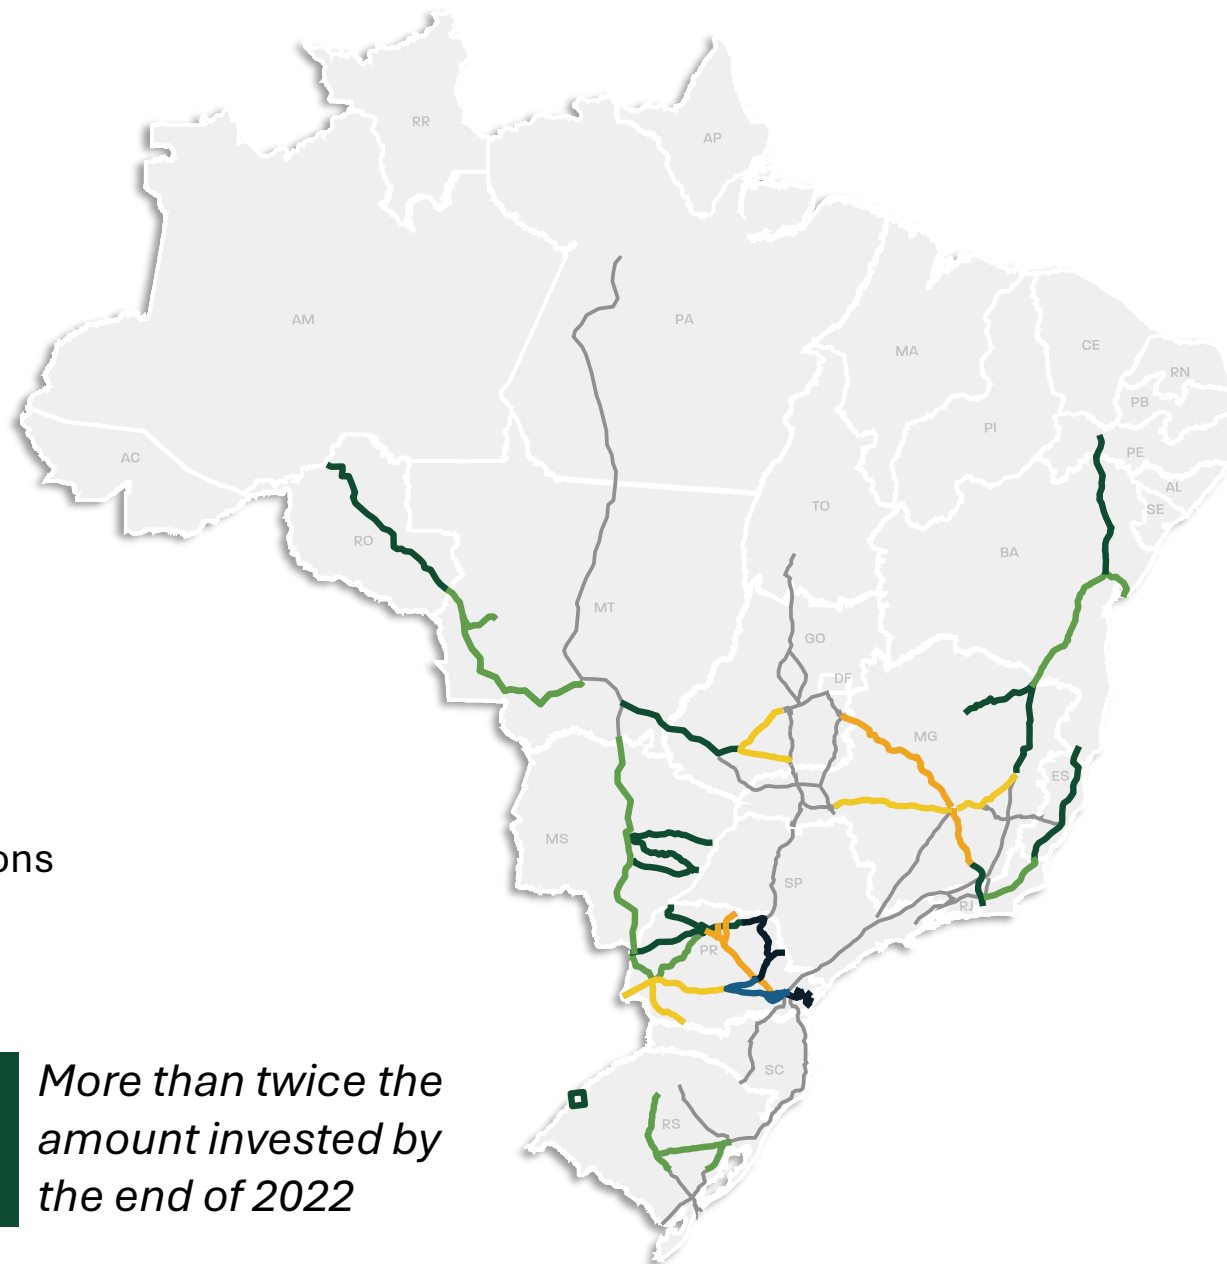 RR
AP
AM
PA
MA
CE
RN
PB
PI
PE
AC
AL
TO
SE
RO
BA
MT
GO
DF
MG
ES
MS
ons
SP
RJ
PR
More than twice the
amount invested by
the end of 2022
SC
RS